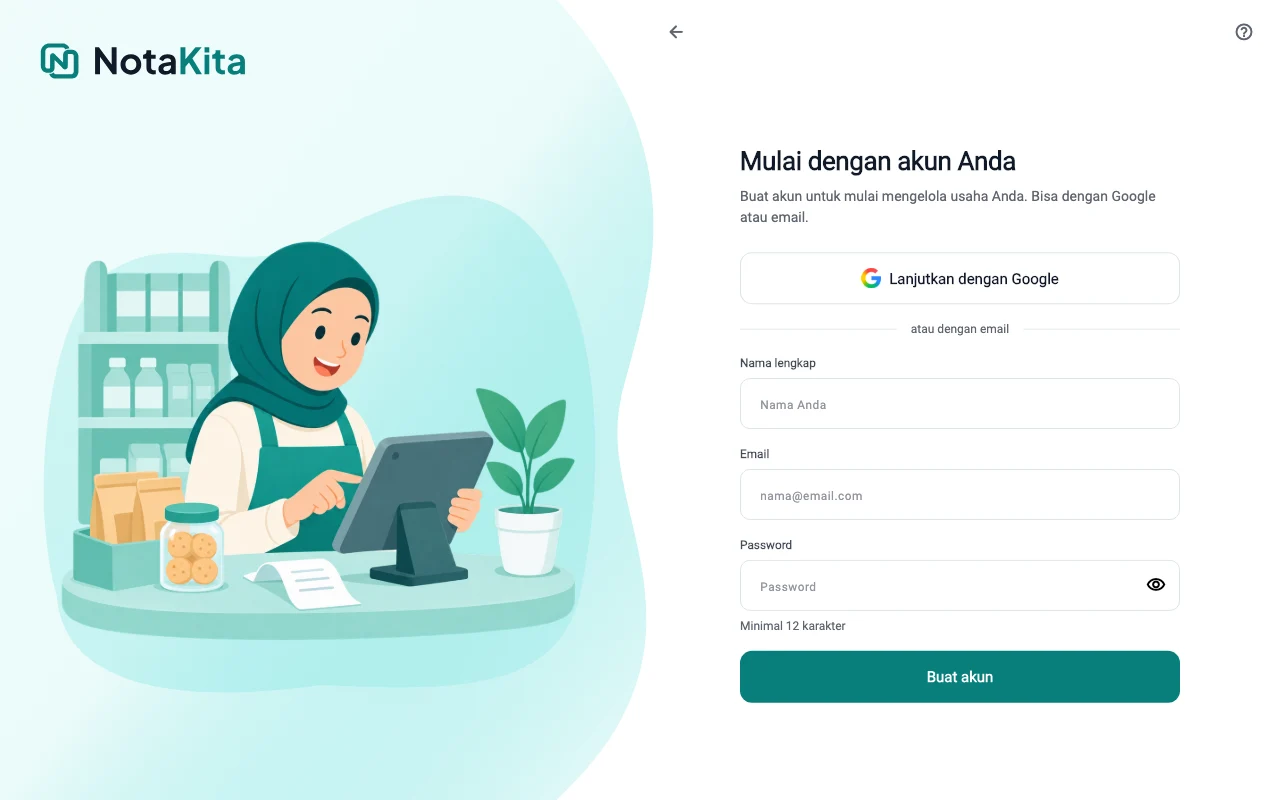 NotaKita
Mulai dengan akun Anda
Buat akun untuk mulai mengelola usaha Anda. Bisa dengan Google
atau email.
Lanjutkan dengan Google
atau dengan email
Nama lengkap
Nama Anda
Email
nama@email.com
Password
Password
Minimal 12 karakter
Buat akun